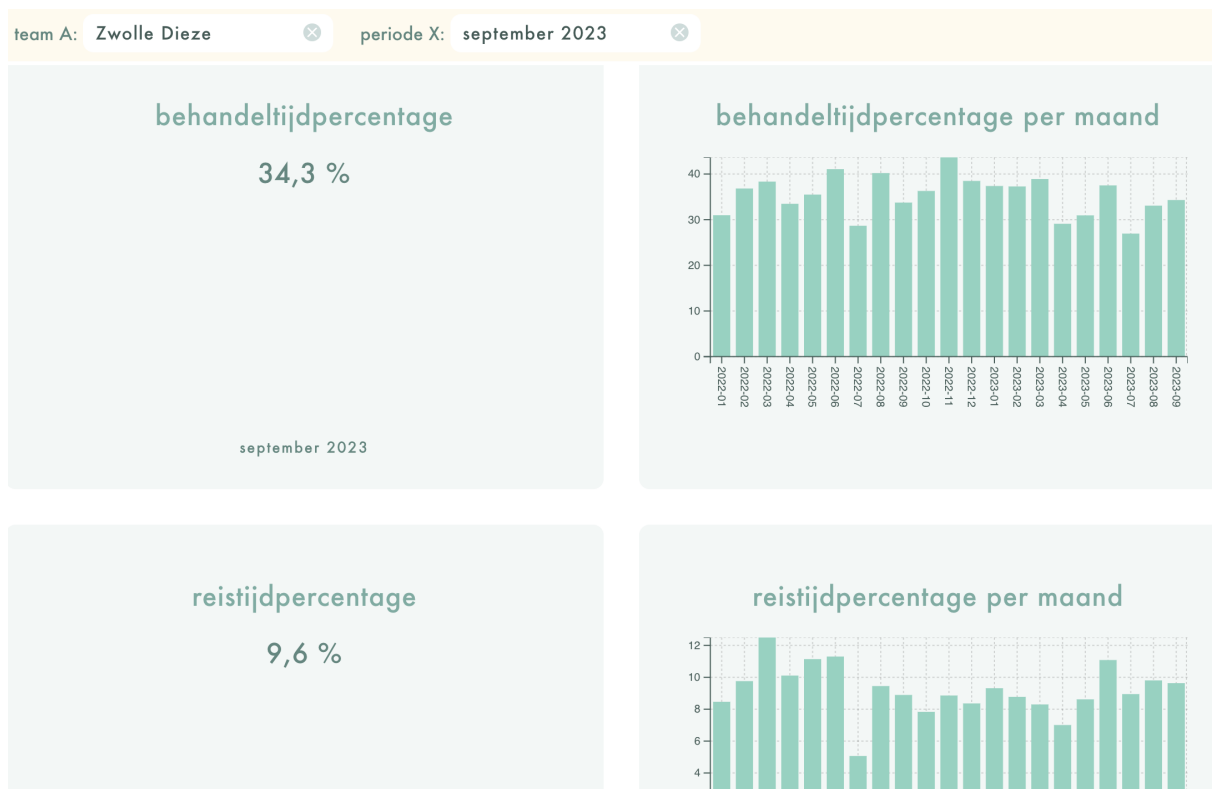 team A: Zwolle Dieze periode X: september 2023
behandeltijdpercentage
34,3 %
september 2023
behandeltijdpercentage per maand
40
30
20
10
0
2022-01 2022-02 2022-03 2022-04 2022-05 2022-06 2022-07 2022-08 2022-09 2022-10 2022-11 2022-12 2023-01 2023-02 2023-03 2023-04 2023-05 2023-06 2023-07 2023-08 2023-09
reistijdpercentage
9,6 %
reistijdpercentage per maand
12
10
8
6
4